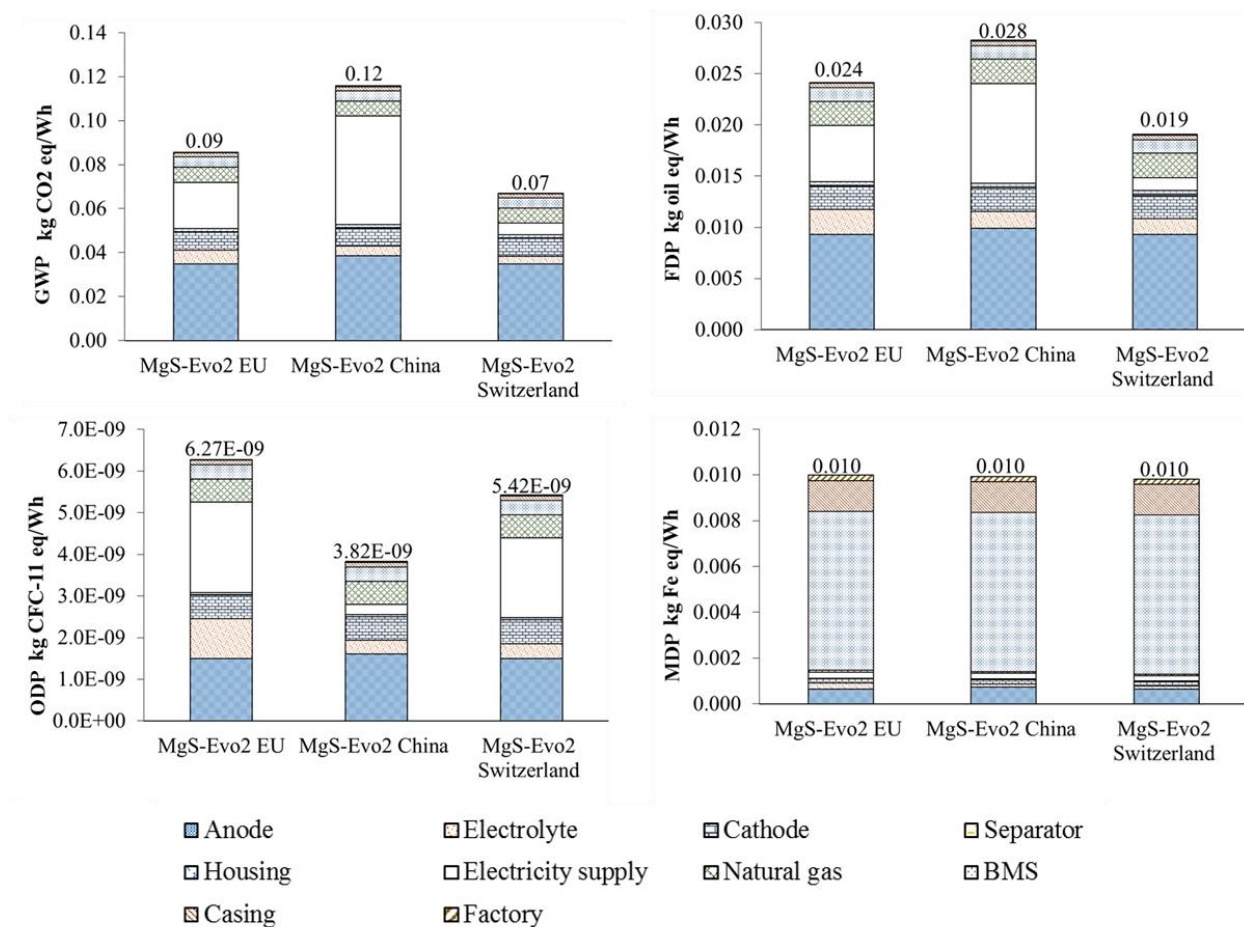 GWP kg CO2 eq/Wh
0.14
0.12
0.10
0.08
0.06
0.04
0.02
0.00
0.09
0.12
0.07
MgS-Evo2 EU
MgS-Evo2 China
MgS-Evo2
Switzerland
FDP kg oil eq/Wh
0.030
0.025
0.020
0.015
0.010
0.005
0.000
0.024
0.028
0.019
MgS-Evo2 EU
MgS-Evo2 China
MgS-Evo2
Switzerland
ODP kg CFC-11 eq/Wh
7.0E-09
6.0E-09
5.0E-09
4.0E-09
3.0E-09
2.0E-09
1.0E-09
0.0E+00
6.27E-09
3.82E-09
5.42E-09
MgS-Evo2 EU
MgS-Evo2 China
MgS-Evo2
Switzerland
MDP kg Fe eq/Wh
0.012
0.010
0.008
0.006
0.004
0.002
0.000
0.010
0.010
0.010
MgS-Evo2 EU
MgS-Evo2 China
MgS-Evo2
Switzerland
Anode Electrolyte Cathode Separator
Housing Electricity supply Natural gas BMS
Casing Factory